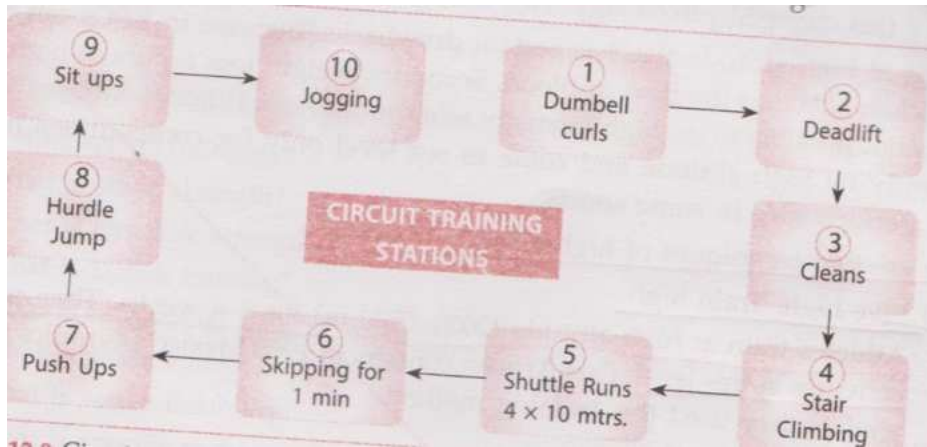 9
Sit ups
10
Jogging
1
Dumbell
curls
2
Deadlift
8
Hurdle
Jump
CIRCUIT TRAINING
STATIONS
3
Cleans
7
Push Ups
6
Skipping for
1 min
5
Shuttle Runs
4 × 10 mtrs.
4
Stair
Climbing